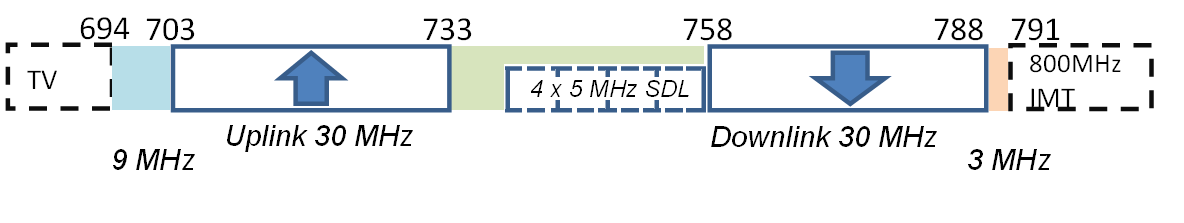 694 703 733 758 788 791
TV
4 x 5 MHz SDL
800MHz
IMT
Uplink 30 MHz
Downlink 30 MHz
9 MHz
3 MHz